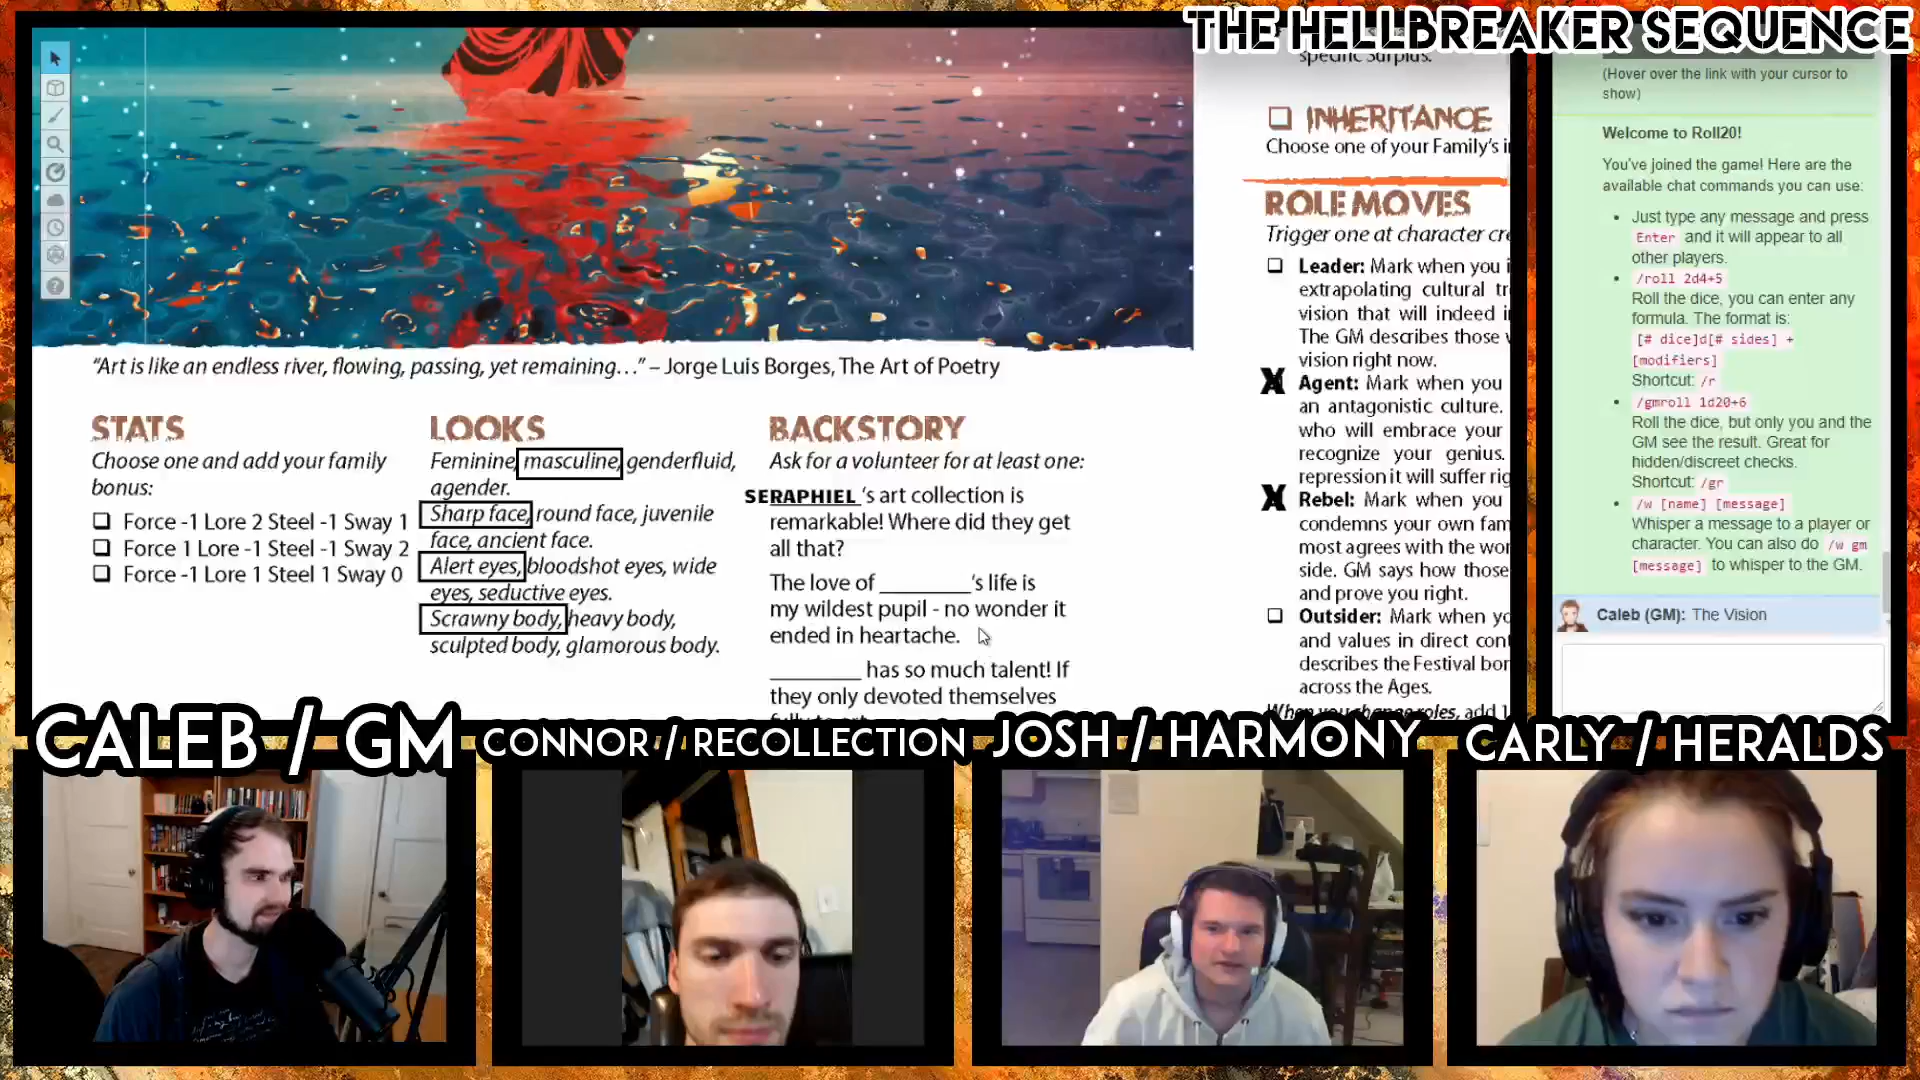 THE HELLBREAKER SEQUENCE
"Art is like an endless river, flowing, passing, yet remaining…" – Jorge Luis Borges, The Art of Poetry
STATS
Choose one and add your family
bonus:
Force -1 Lore 2 Steel -1 Sway 1
Force 1 Lore -1 Steel -1 Sway 2
Force -1 Lore 1 Steel 1 Sway 0
LOOKS
Feminine, masculine, genderfluid,
agender.
Sharp face, round face, juvenile
face, ancient face.
Alert eyes, bloodshot eyes, wide
eyes, seductive eyes.
Scrawny body, heavy body,
sculpted body, glamorous body.
BACKSTORY
Ask for a volunteer for at least one:
SERAPHIEL 's art collection is
remarkable! Where did they get
all that?
The love of ________'s life is
my wildest pupil - no wonder it
ended in heartache.
________ has so much talent! If
they only devoted themselves
specific Surplus.
INHERITANCE
Choose one of your Family's
ROLE MOVES
Trigger one at character
Leader: Mark when you
extrapolating cultural
vision that will indeed
The GM describes those
vision right now.
X Agent: Mark when you
an antagonistic culture.
who will embrace your
recognize your genius.
repression it will suffer
X Rebel: Mark when you
condemns your own
most agrees with the
side. GM says how those
and prove you right.
Outsider: Mark when
and values in direct
describes the Festival
across the Ages.
When you change roles, add 1
(Hover over the link with your cursor to
show)
Welcome to Roll20!
You've joined the game! Here are the
available chat commands you can use:
• Just type any message and press
Enter and it will appear to all
other players.
• /roll 2d4+5
Roll the dice, you can enter any
formula. The format is:
[# dice]d[# sides] +
[modifiers]
Shortcut: /r
• /gmroll 1d20+6
Roll the dice, but only you and the
GM see the result. Great for
hidden/discreet checks.
Shortcut: /gr
• /w [name] [message]
Whisper a message to a player or
character. You can also do /w gm
[message] to whisper to the GM.
Caleb (GM): The Vision
CALEB / GM
CONNOR / RECOLLECTION
JOSH / HARMONY
CARLY / HERALDS